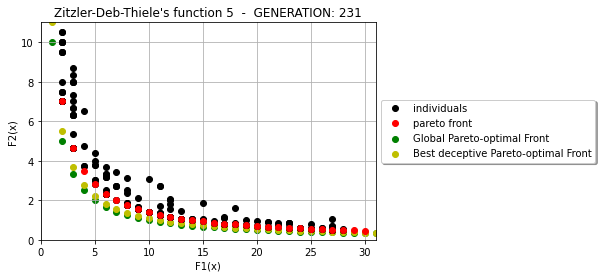 Zitzler-Deb-Thiele's function 5  -  GENERATION: 231
F2(x)
10
8
6
4
2
0
0 5 10 15 20 25 30
F1(x)
individuals
pareto front
Global Pareto-optimal Front
Best deceptive Pareto-optimal Front